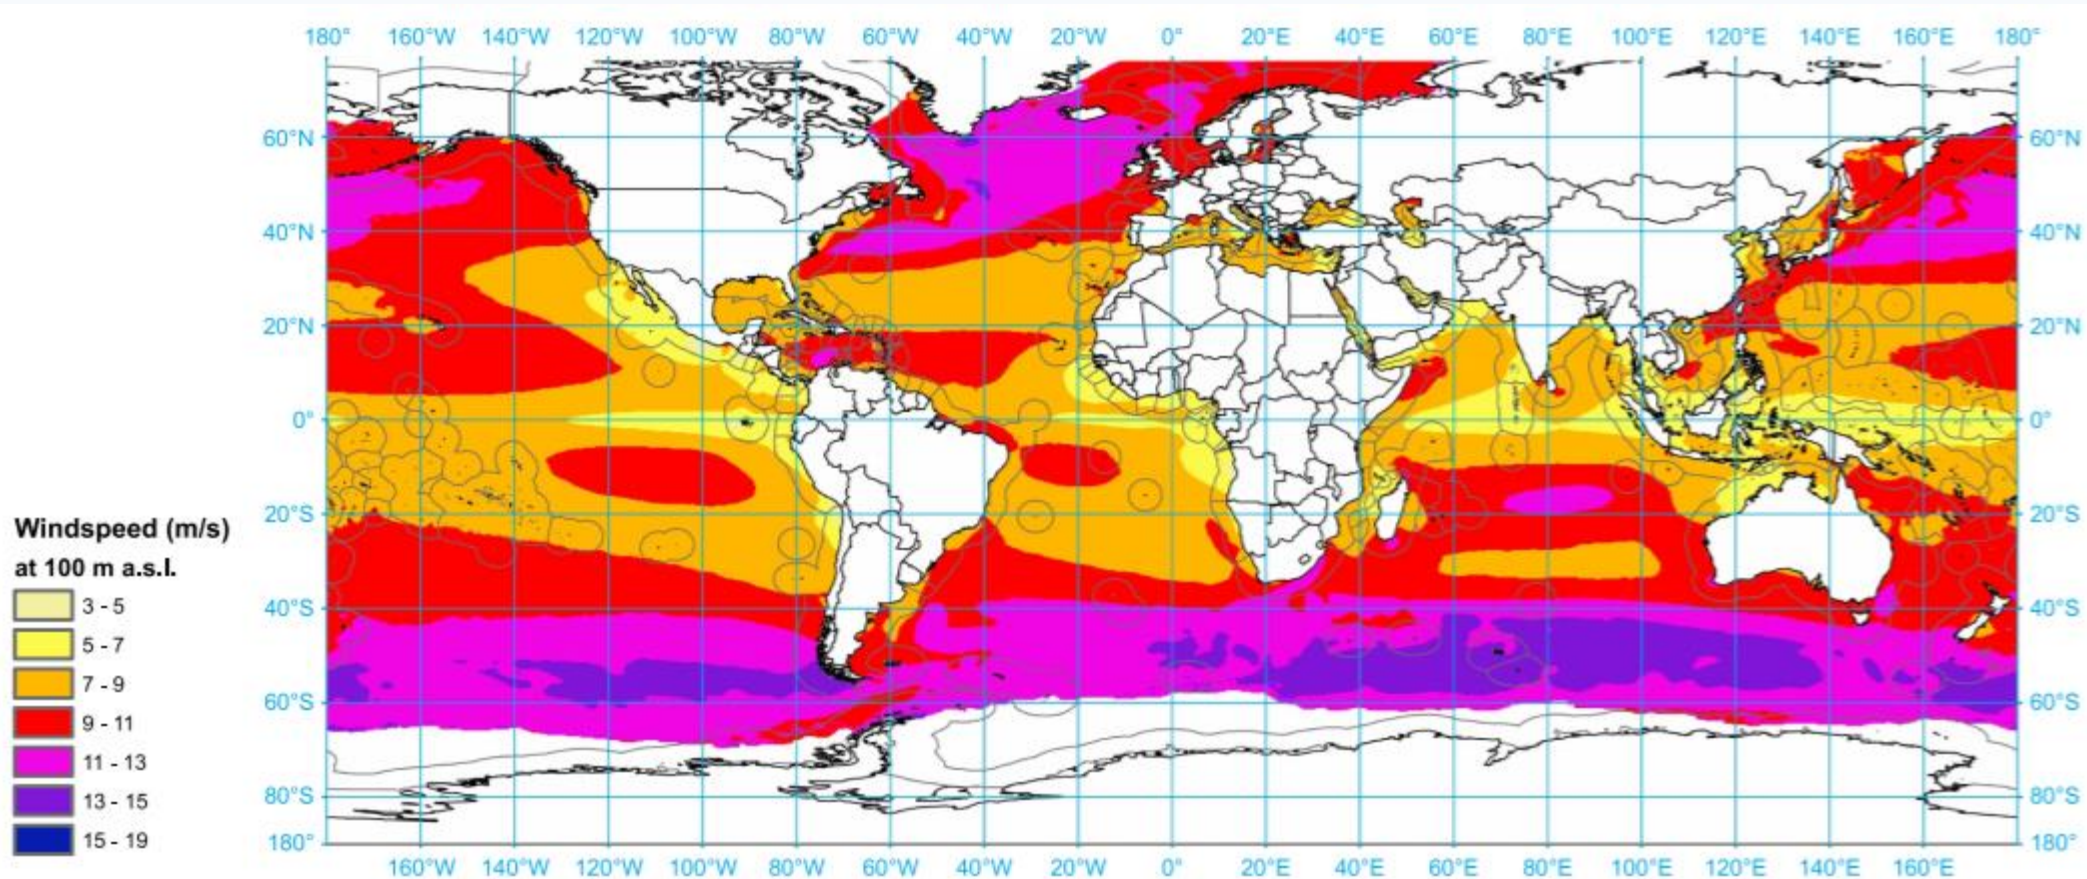 180° 160°W 140°W 120°W 100°W 80°W 60°W 40°W 20°W 0° 20°E 40°E 60°E 80°E 100°E 120°E 140°E 160°E 180°
60°N 60°N
40°N 40°N
20°N 20°N
0° 0°
20°S 20°S
40°S 40°S
60°S 60°S
80°S 80°S
180° 180°
160°W 140°W 120°W 100°W 80°W 60°W 40°W 20°W 0° 20°E 40°E 60°E 80°E 100°E 120°E 140°E 160°E
Windspeed (m/s)
at 100 m a.s.l.
3 - 5
5 - 7
7 - 9
9 - 11
11 - 13
13 - 15
15 - 19